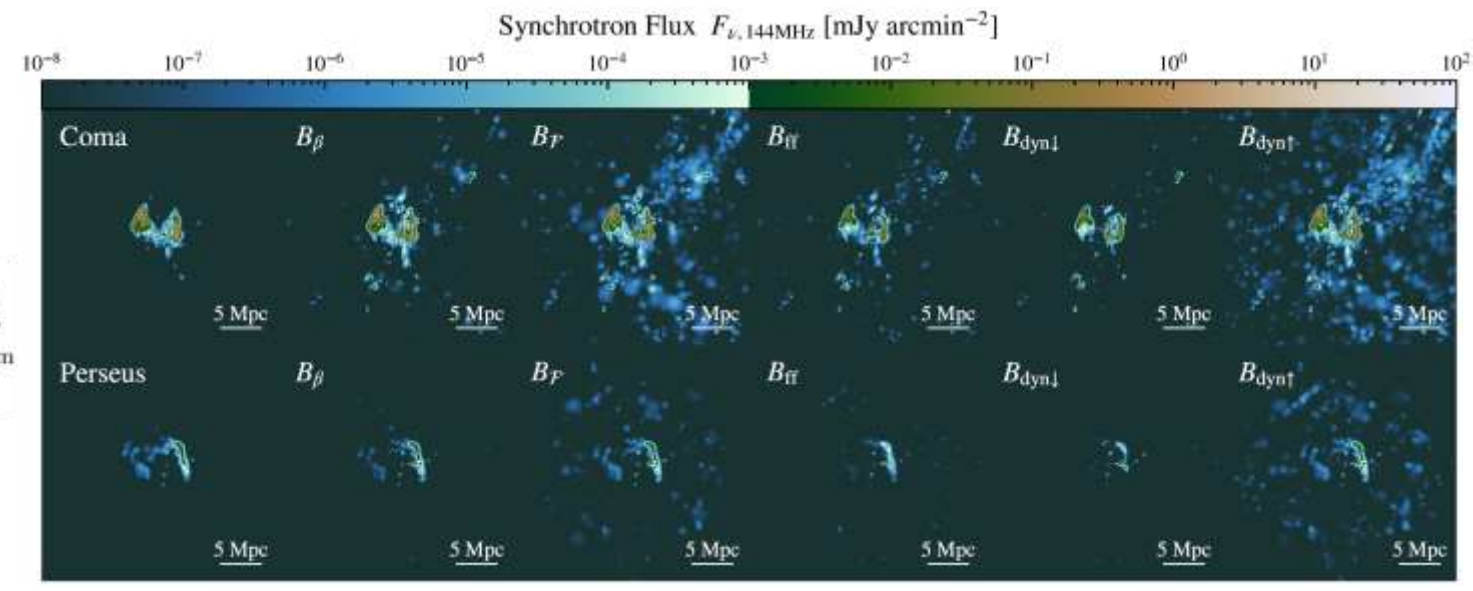 Synchrotron Flux F_{ν,144MHz} [mJy arcmin⁻²]
10⁻⁸ 10⁻⁷ 10⁻⁶ 10⁻⁵ 10⁻⁴ 10⁻³ 10⁻² 10⁻¹ 10⁰ 10¹ 10²
Coma B_β B_𝓕 B_ff B_dyn↓ B_dyn↑
5 Mpc 5 Mpc 5 Mpc 5 Mpc 5 Mpc 5 Mpc
m
Perseus B_β B_𝓕 B_ff B_dyn↓ B_dyn↑
5 Mpc 5 Mpc 5 Mpc 5 Mpc 5 Mpc 5 Mpc